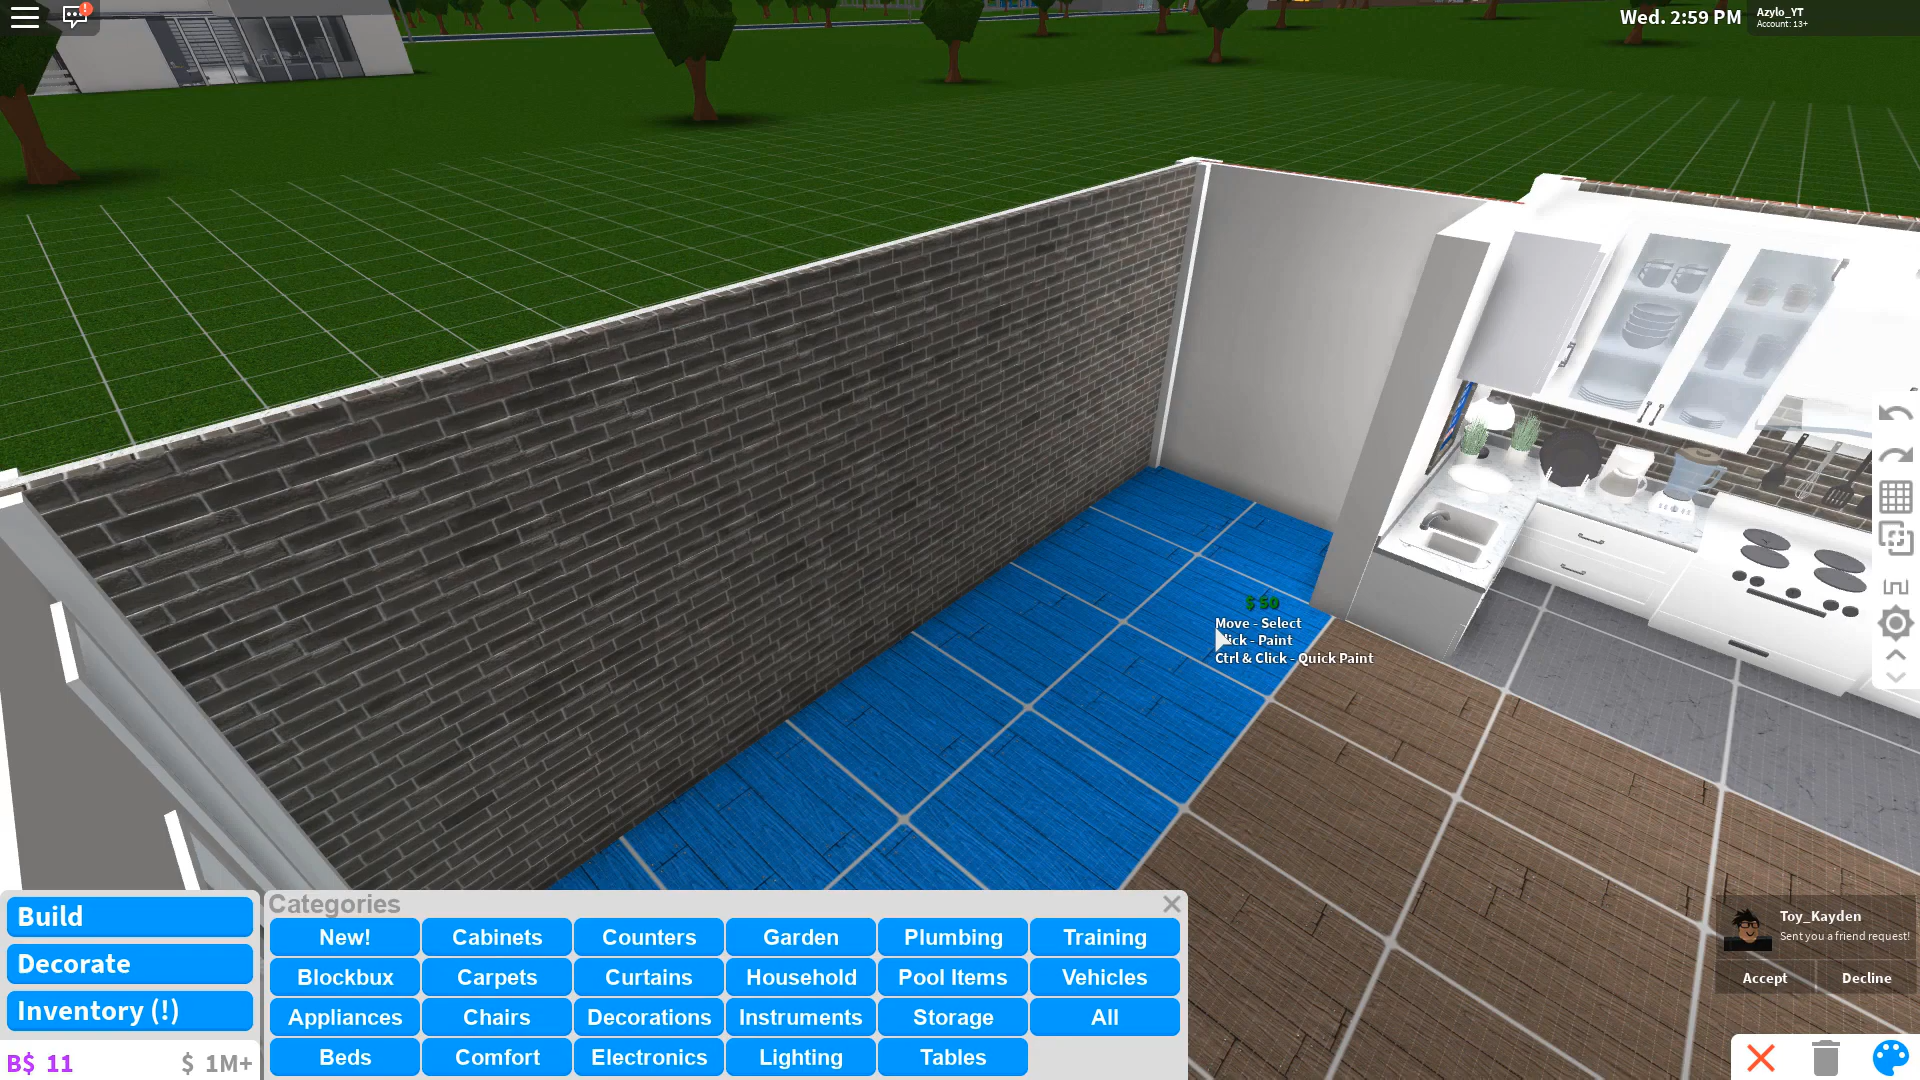 Wed. 2:59 PM
Azylo_YT
Account: 13+
$ 50
Move - Select
Click - Paint
Ctrl & Click - Quick Paint
Build
Decorate
Inventory (!)
B$ 11
$ 1M+
Categories
New!
Cabinets
Counters
Garden
Plumbing
Training
Blockbux
Carpets
Curtains
Household
Pool Items
Vehicles
Appliances
Chairs
Decorations
Instruments
Storage
All
Beds
Comfort
Electronics
Lighting
Tables
Toy_Kayden
Sent you a friend request!
Accept
Decline